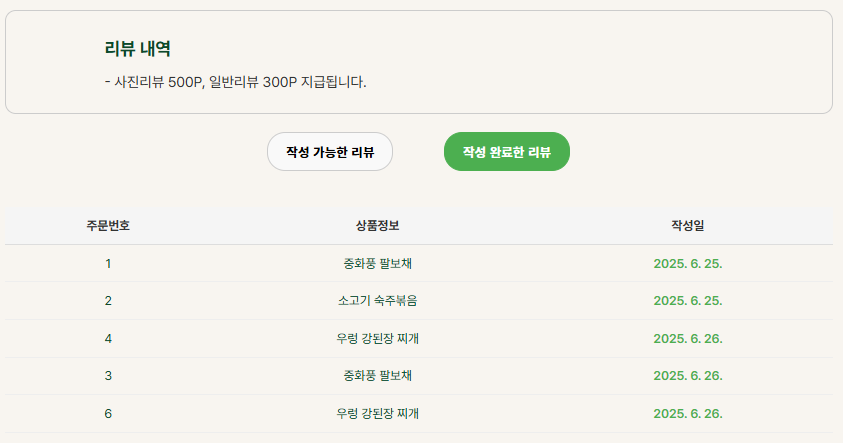 리뷰 내역
- 사진리뷰 500P, 일반리뷰 300P 지급됩니다.
작성 가능한 리뷰 작성 완료한 리뷰
주문번호 상품정보 작성일
1 중화풍 팔보채 2025. 6. 25.
2 소고기 숙주볶음 2025. 6. 25.
4 우렁 강된장 찌개 2025. 6. 26.
3 중화풍 팔보채 2025. 6. 26.
6 우렁 강된장 찌개 2025. 6. 26.